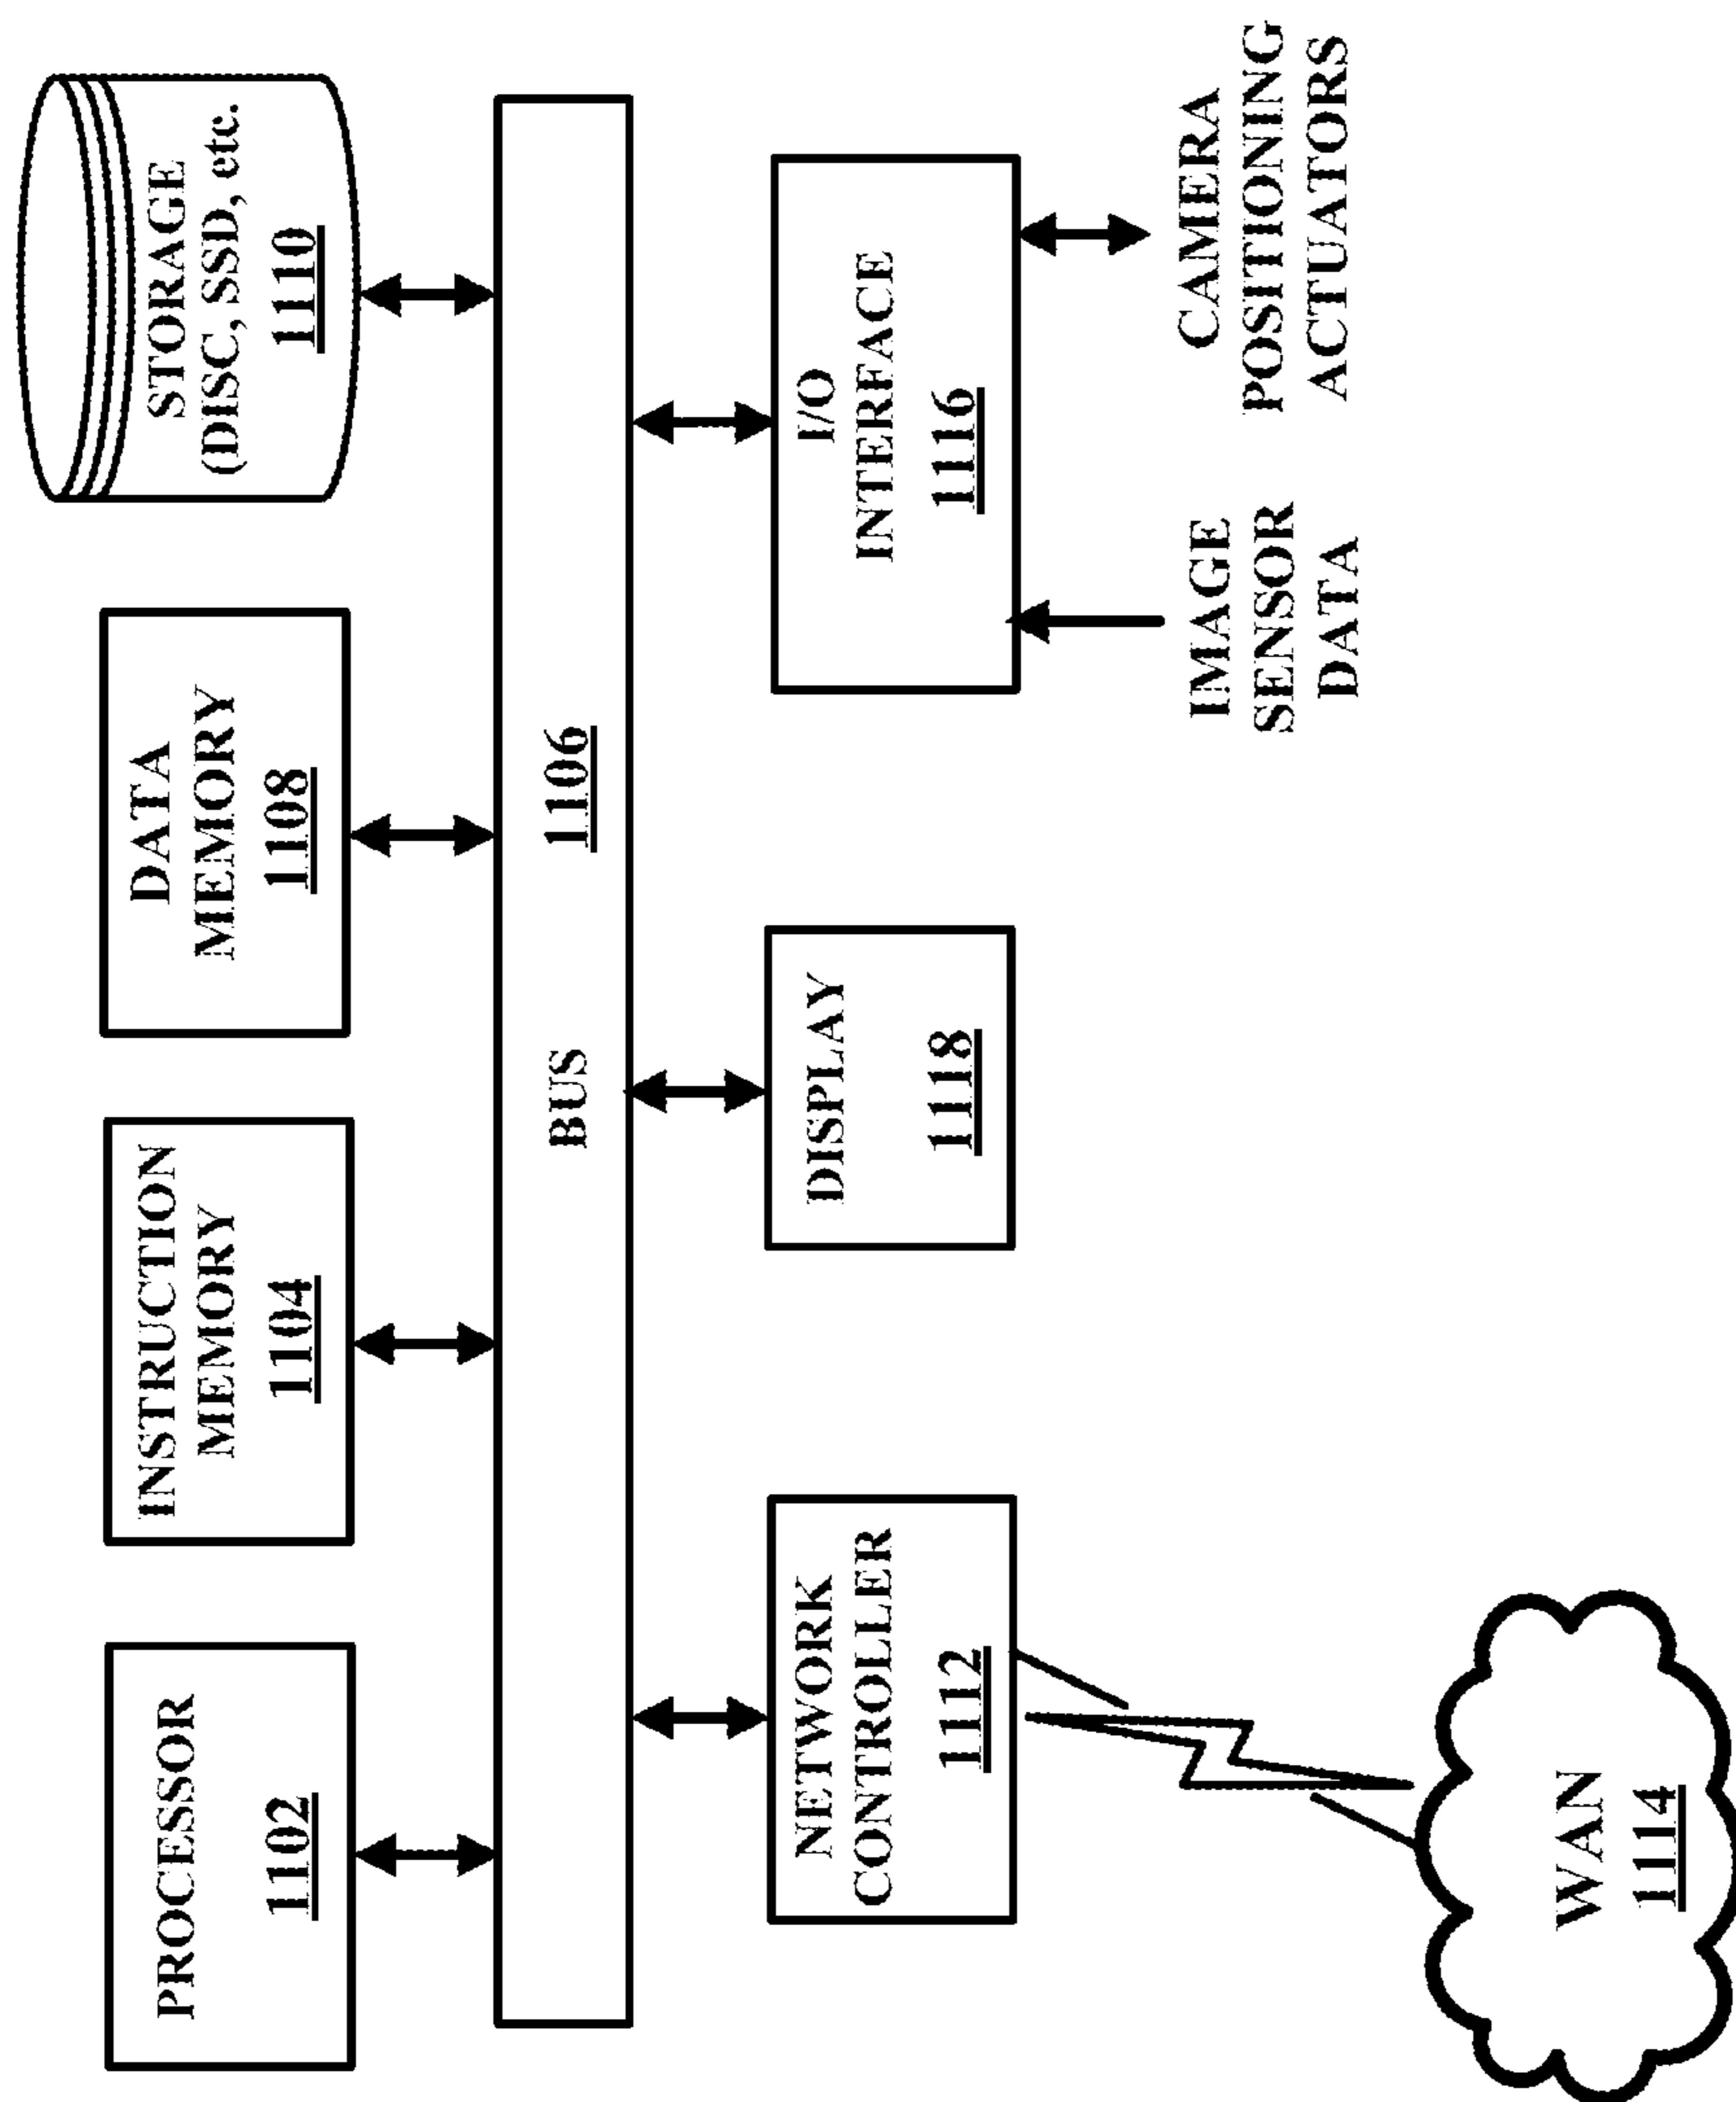 PROCESSOR
1102
INSTRUCTION
MEMORY
1104
DATA
MEMORY
1108
STORAGE
(DISC, SSD, etc.
1110
BUS
1106
NETWORK
CONTROLLER
1112
DISPLAY
1118
I/O
INTERFACE
1116
IMAGE
SENSOR
DATA
CAMERA
POSITIONING
ACTUATORS
WAN
1114